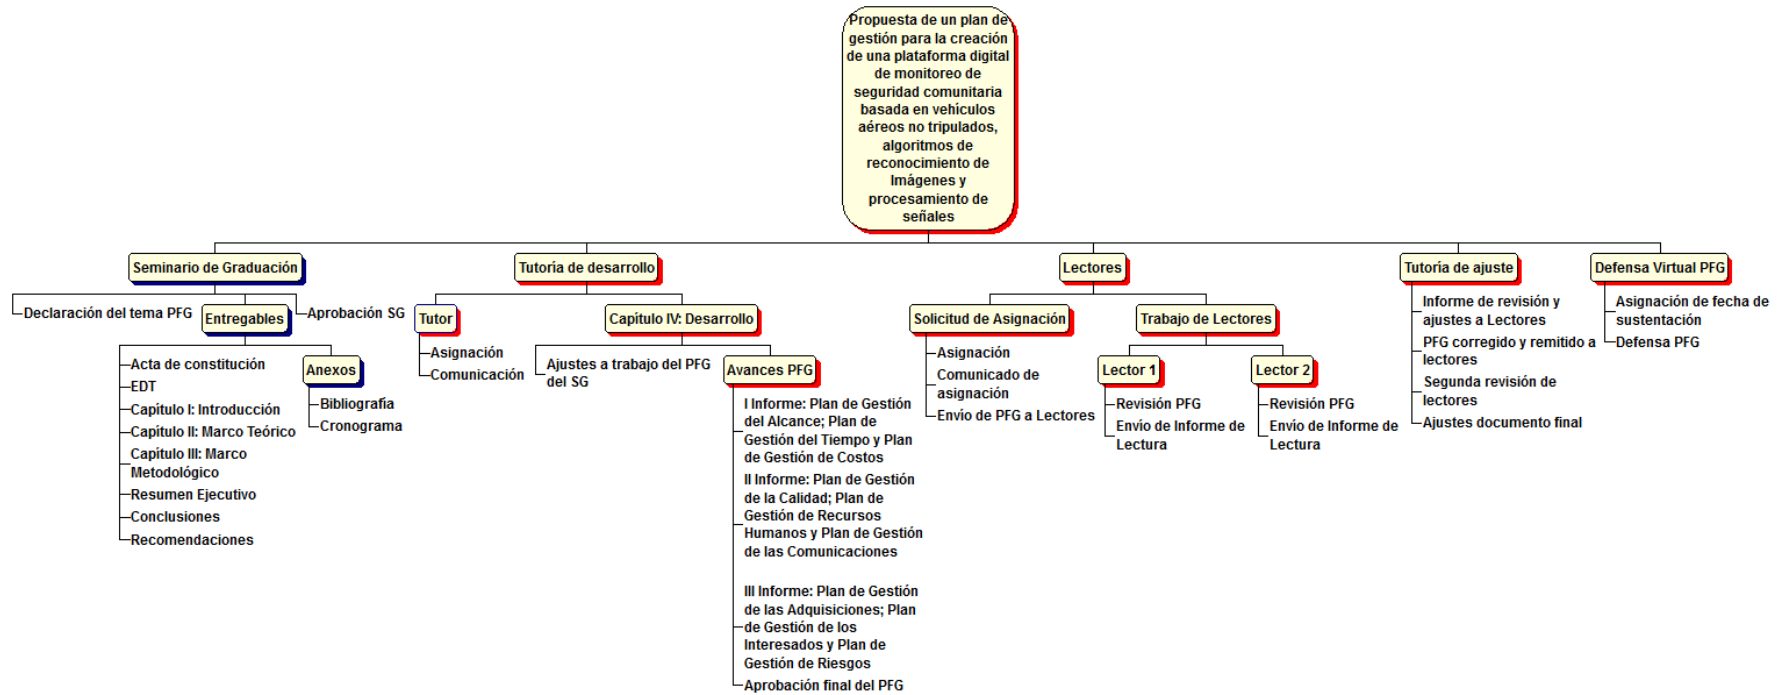 Propuesta de un plan de
gestión para la creación
de una plataforma digital
de monitoreo de
seguridad comunitaria
basada en vehículos
aéreos no tripulados,
algoritmos de
reconocimiento de
Imágenes y
procesamiento de
señales
Seminario de Graduación
Declaración del tema PFG
Entregables
Aprobación SG
Acta de constitución
EDT
Capítulo I: Introducción
Capítulo II: Marco Teórico
Capítulo III: Marco
Metodológico
Resumen Ejecutivo
Conclusiones
Recomendaciones
Anexos
Bibliografía
Cronograma
Tutoría de desarrollo
Tutor
Asignación
Comunicación
Capítulo IV: Desarrollo
Ajustes a trabajo del PFG
del SG
Avances PFG
I Informe: Plan de Gestión
del Alcance; Plan de
Gestión del Tiempo y Plan
de Gestión de Costos
II Informe: Plan de Gestión
de la Calidad; Plan de
Gestión de Recursos
Humanos y Plan de Gestión
de las Comunicaciones
III Informe: Plan de Gestión
de las Adquisiciones; Plan
de Gestión de los
Interesados y Plan de
Gestión de Riesgos
Aprobación final del PFG
Lectores
Solicitud de Asignación
Asignación
Comunicado de
asignación
Envío de PFG a Lectores
Trabajo de Lectores
Lector 1
Revisión PFG
Envío de Informe de
Lectura
Lector 2
Revisión PFG
Envío de Informe de
Lectura
Tutoría de ajuste
Informe de revisión y
ajustes a Lectores
PFG corregido y remitido a
lectores
Segunda revisión de
lectores
Ajustes documento final
Defensa Virtual PFG
Asignación de fecha de
sustentación
Defensa PFG